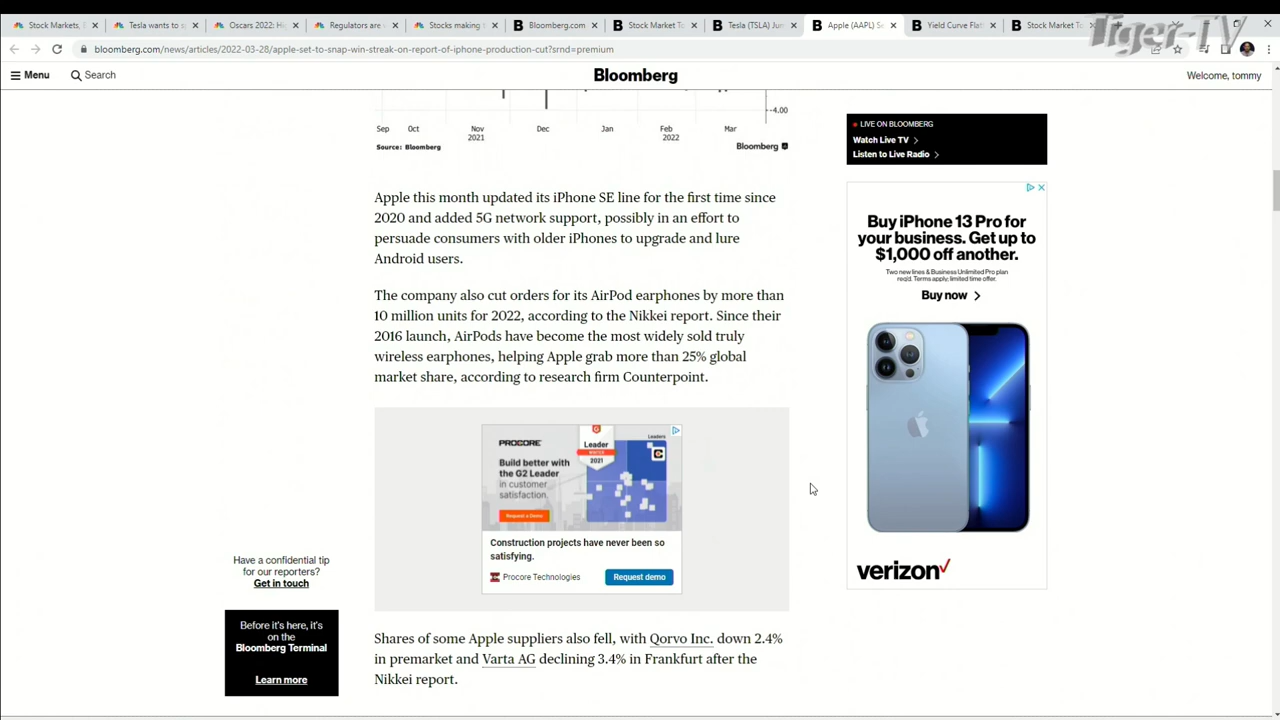 Stock Markets,
Tesla wants to s
Oscars 2022: Hi
Regulators are
Stocks making t
Bloomberg.com
Stock Market To
Tesla (TSLA) Jum
Apple (AAPL) Se
Yield Curve Flat
Stock Market To
Tiger-TV
bloomberg.com/news/articles/2022-03-28/apple-set-to-snap-win-streak-on-report-of-iphone-production-cut?srnd=premium
Menu
Search
Bloomberg
Welcome, tommy
-4.00
Sep Oct Nov Dec Jan Feb Mar
2021 2022
Source: Bloomberg
Bloomberg
Apple this month updated its iPhone SE line for the first time since
2020 and added 5G network support, possibly in an effort to
persuade consumers with older iPhones to upgrade and lure
Android users.
The company also cut orders for its AirPod earphones by more than
10 million units for 2022, according to the Nikkei report. Since their
2016 launch, AirPods have become the most widely sold truly
wireless earphones, helping Apple grab more than 25% global
market share, according to research firm Counterpoint.
PROCORE
Leader
WINTER
2021
Leaders
Build better with
the G2 Leader
in customer
satisfaction.
Request a Demo
Construction projects have never been so
satisfying.
Procore Technologies
Request demo
Shares of some Apple suppliers also fell, with Qorvo Inc. down 2.4%
in premarket and Varta AG declining 3.4% in Frankfurt after the
Nikkei report.
Have a confidential tip
for our reporters?
Get in touch
Before it's here, it's
on the
Bloomberg Terminal
Learn more
LIVE ON BLOOMBERG
Watch Live TV
Listen to Live Radio
Buy iPhone 13 Pro for
your business. Get up to
$1,000 off another.
Two new lines & Business Unlimited Pro plan
req'd. Terms apply, limited time offer.
Buy now
verizon